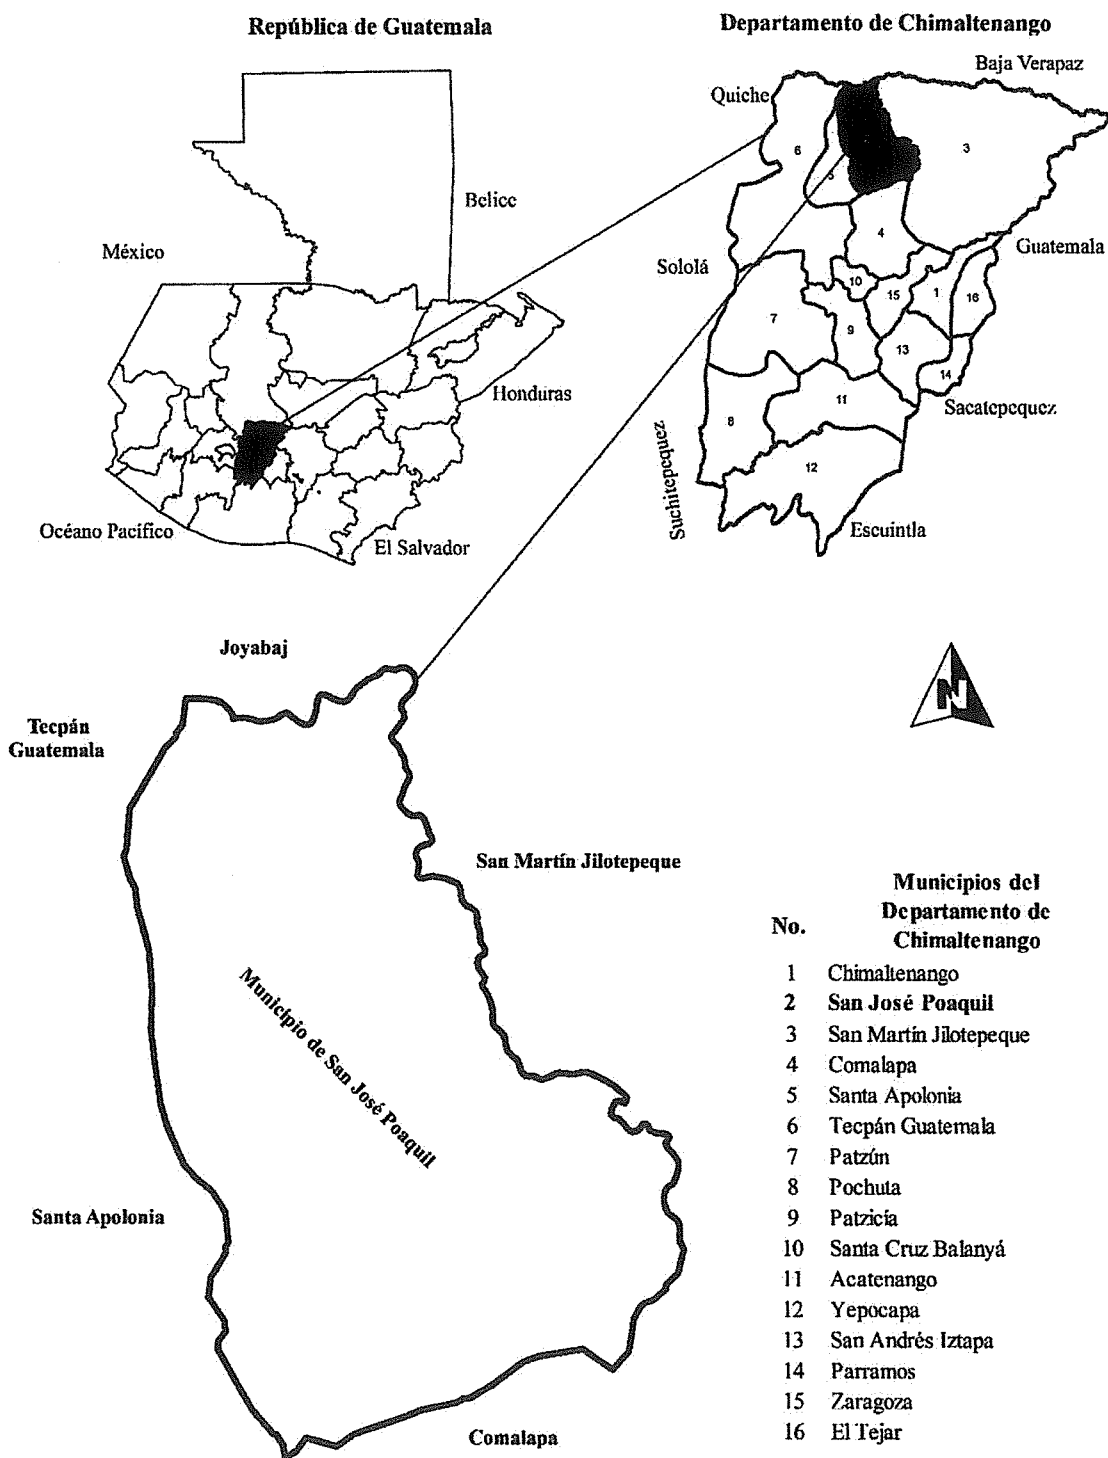 República de Guatemala
México
Belice
Honduras
Océano Pacífico
El Salvador
Departamento de Chimaltenango
Baja Verapaz
Quiche
6
3
5
4
Guatemala
Sololá
10
15
1
16
7
9
13
14
Sacatepequez
8
11
12
Suchitepequez
Escuintla
Joyabaj
Tecpán
Guatemala
N
San Martín Jilotepeque
Municipio de San José Poaquil
Santa Apolonia
Comalapa
No. Municipios del
Departamento de
Chimaltenango
1 Chimaltenango
2 San José Poaquil
3 San Martín Jilotepeque
4 Comalapa
5 Santa Apolonia
6 Tecpán Guatemala
7 Patzún
8 Pochuta
9 Patzicía
10 Santa Cruz Balanyá
11 Acatenango
12 Yepocapa
13 San Andrés Iztapa
14 Parramos
15 Zaragoza
16 El Tejar